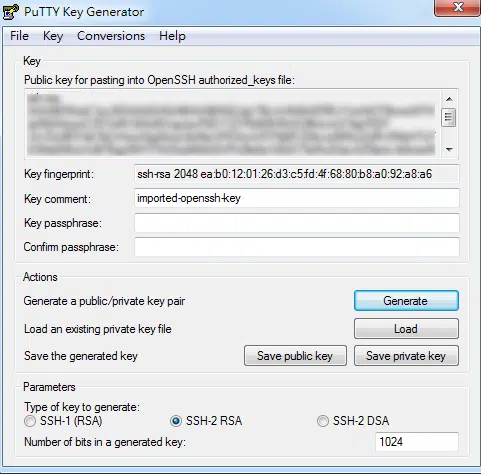 PuTTY Key Generator
File Key Conversions Help
Key
Public key for pasting into OpenSSH authorized_keys file:
Key fingerprint: ssh-rsa 2048 ea:b0:12:01:26:d3:c5:fd:4f:68:80:b8:a0:92:a8:a6
Key comment: imported-openssh-key
Key passphrase:
Confirm passphrase:
Actions
Generate a public/private key pair Generate
Load an existing private key file Load
Save the generated key Save public key Save private key
Parameters
Type of key to generate:
SSH-1 (RSA) SSH-2 RSA SSH-2 DSA
Number of bits in a generated key: 1024